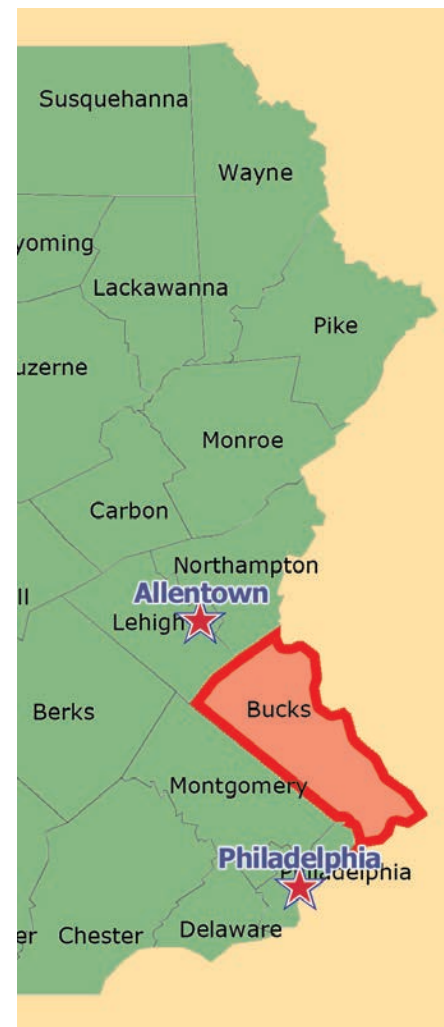 Susquehanna
Wayne
yoming
Lackawanna
Pike
uzerne
Monroe
Carbon
Northampton
ll
Allentown
Lehigh
Berks
Bucks
Montgomery
Philadelphia
Philadelphia
er
Chester
Delaware